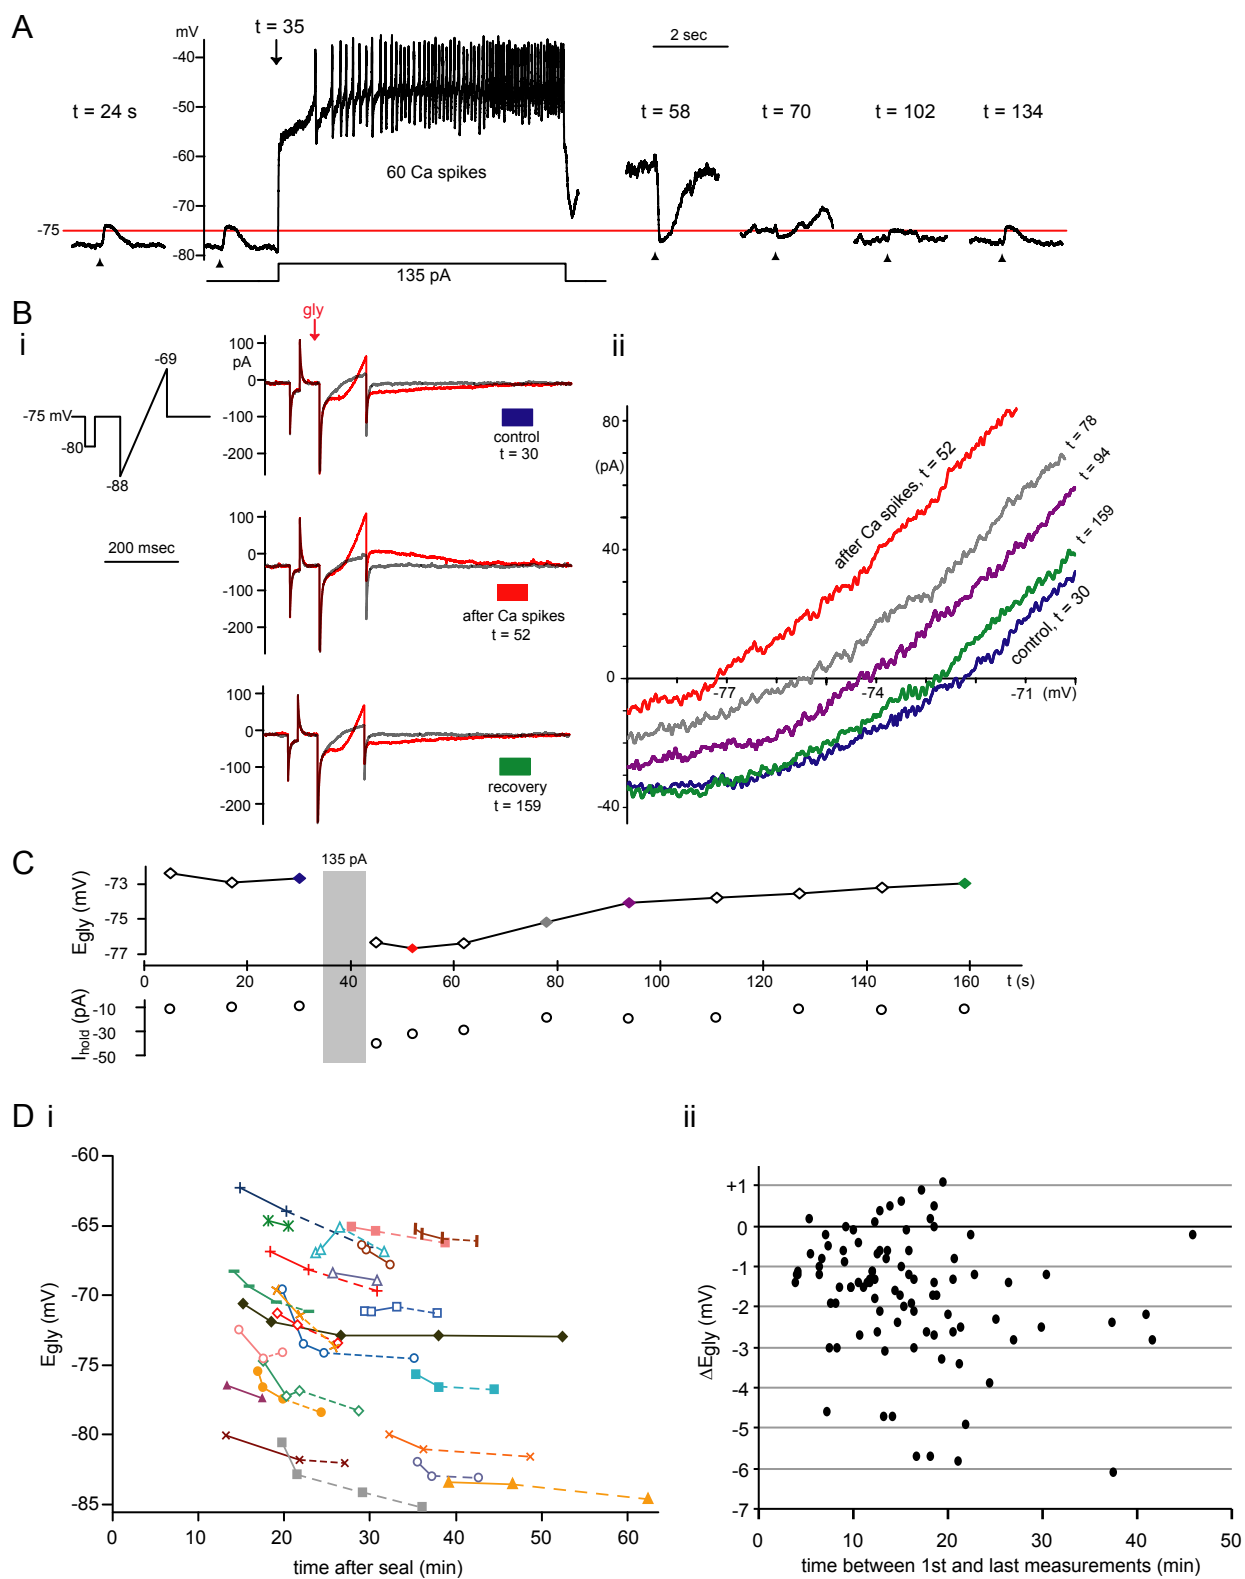 A
mV
t = 35
2 sec
-40
-50
-60
-70
-80
t = 24 s
t = 58
t = 70
t = 102
t = 134
60 Ca spikes
-75
135 pA
B
i
gly
ii
-69
-75 mV
-80
-88
200 msec
100
pA
0
-100
-200
control
t = 30
100
0
-100
-200
after Ca spikes
t = 52
100
0
-100
-200
recovery
t = 159
80
(pA)
40
0
-40
-77
-74
-71
(mV)
after Ca spikes, t = 52
t = 78
t = 94
t = 159
control, t = 30
C
135 pA
Egly (mV)
-73
-75
-77
0
20
40
60
80
100
120
140
160
t (s)
Ihold (pA)
-10
-30
-50
D i
ii
Egly (mV)
-60
-65
-70
-75
-80
-85
0
10
20
30
40
50
60
time after seal (min)
ΔEgly (mV)
+1
0
-1
-2
-3
-4
-5
-6
-7
0
10
20
30
40
50
time between 1st and last measurements (min)